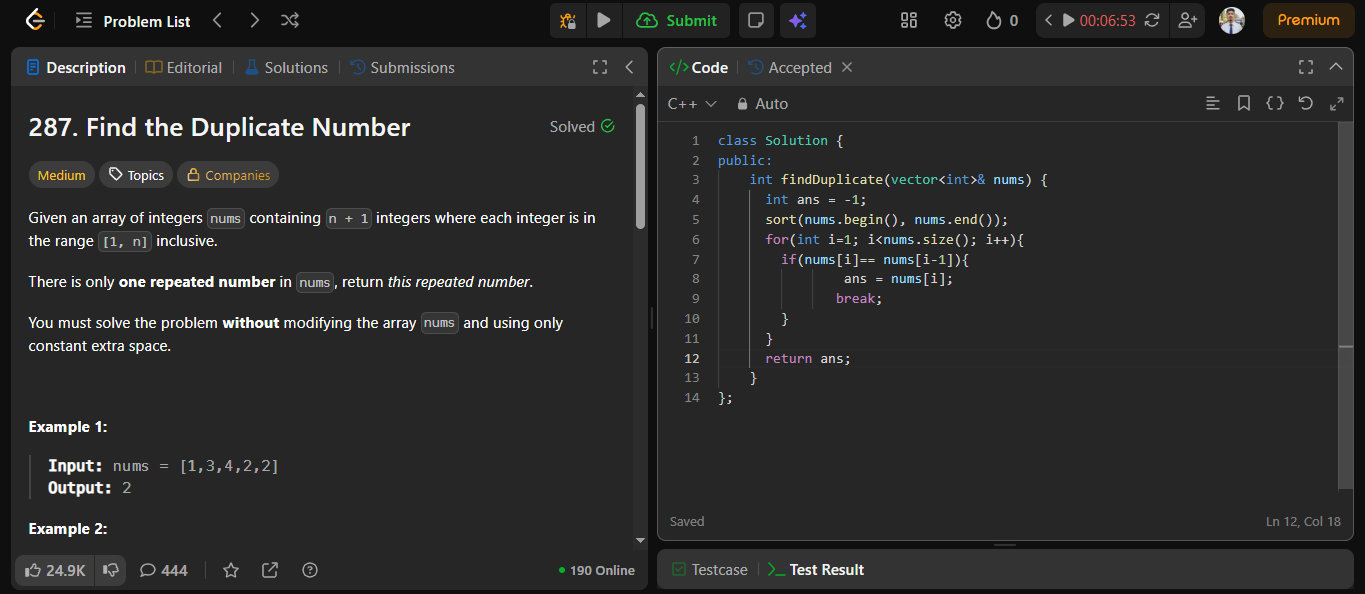 Problem List
Submit
0
00:06:53
Premium
Description
Editorial
Solutions
Submissions
287. Find the Duplicate Number
Solved
Medium
Topics
Companies
Given an array of integers nums containing n + 1 integers where each integer is in
the range [1, n] inclusive.
There is only one repeated number in nums, return this repeated number.
You must solve the problem without modifying the array nums and using only
constant extra space.
Example 1:
Input: nums = [1,3,4,2,2]
Output: 2
Example 2:
24.9K
444
190 Online
</>Code
Accepted
C++
Auto
1 class Solution {
2 public:
3     int findDuplicate(vector<int>& nums) {
4       int ans = -1;
5       sort(nums.begin(), nums.end());
6       for(int i=1; i<nums.size(); i++){
7         if(nums[i]== nums[i-1]){
8                 ans = nums[i];
9                break;
10         }
11       }
12       return ans;
13     }
14 };
Saved
Ln 12, Col 18
Testcase
Test Result